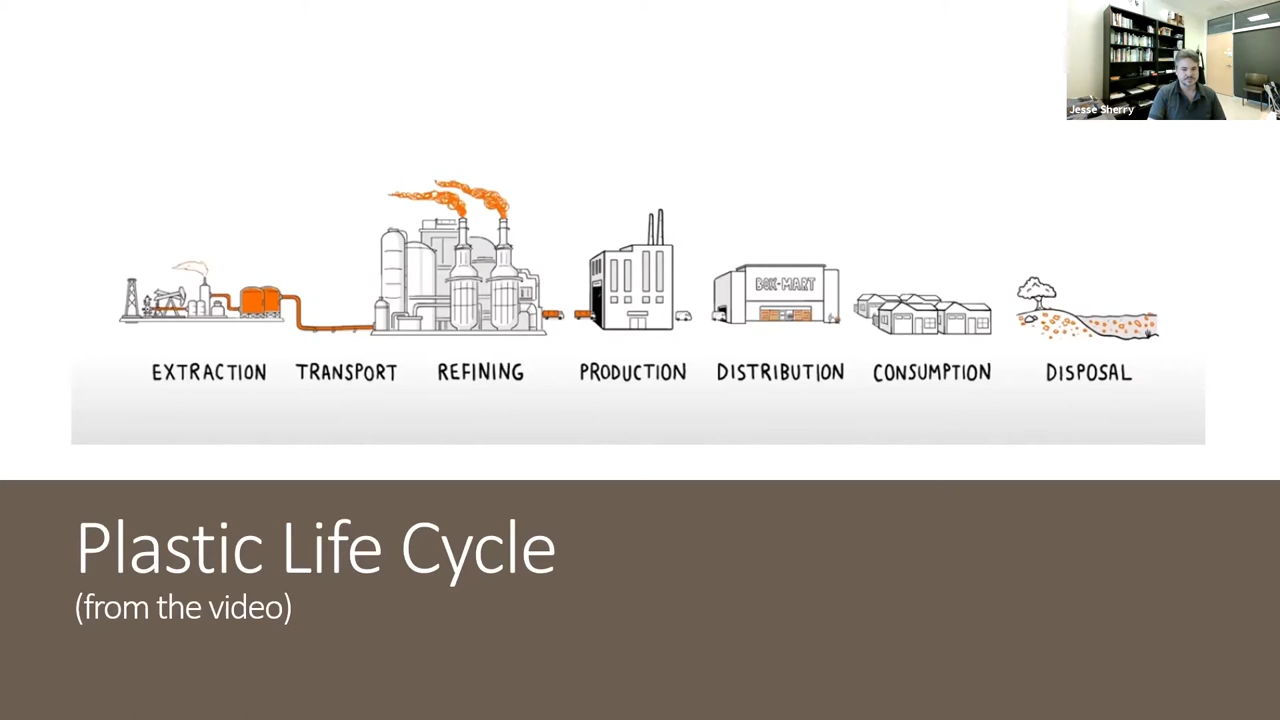 Jesse Sherry
BOX-MART
EXTRACTION TRANSPORT REFINING PRODUCTION DISTRIBUTION CONSUMPTION DISPOSAL
Plastic Life Cycle
(from the video)